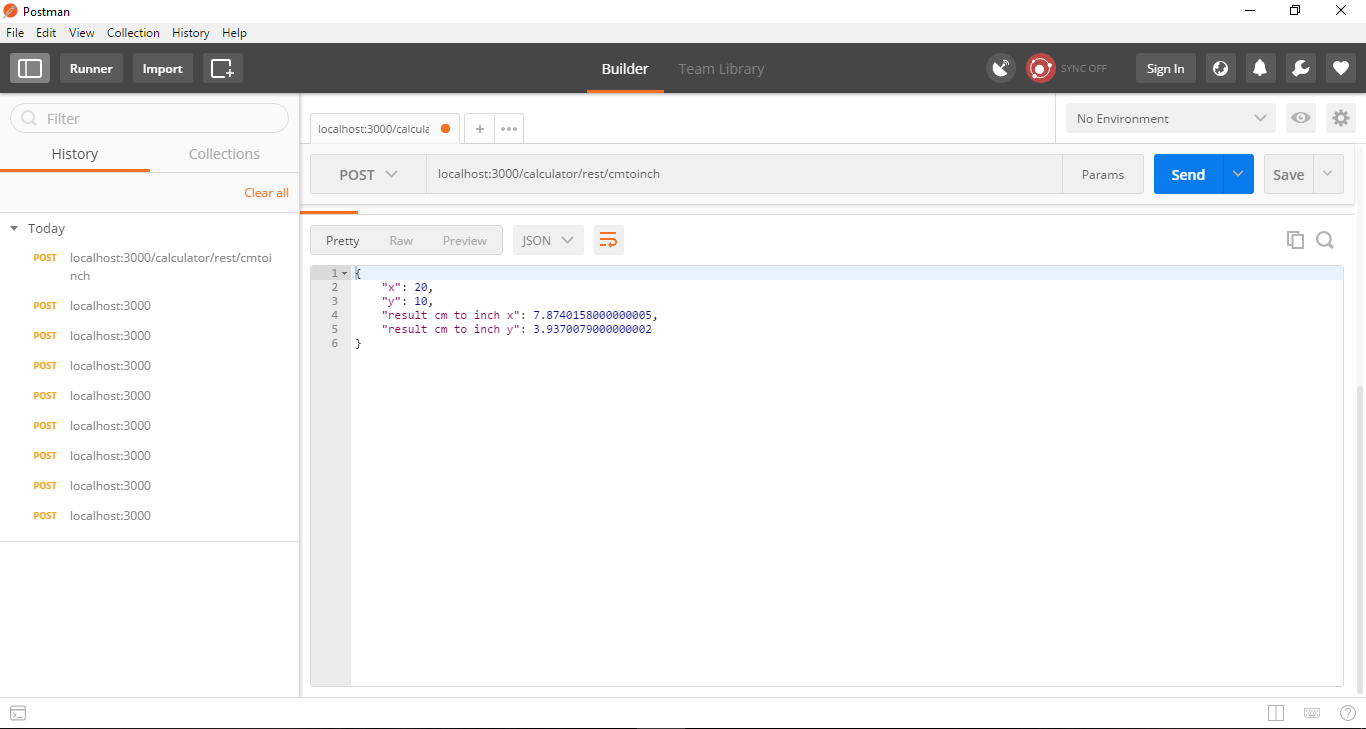 Postman
File Edit View Collection History Help
Runner Import Builder Team Library SYNC OFF Sign In
Filter
History Collections
Clear all
Today
POST localhost:3000/calculator/rest/cmtoi
nch
POST localhost:3000
POST localhost:3000
POST localhost:3000
POST localhost:3000
POST localhost:3000
POST localhost:3000
POST localhost:3000
POST localhost:3000
localhost:3000/calcula + •••
No Environment
POST localhost:3000/calculator/rest/cmtoinch Params Send Save
Pretty Raw Preview JSON
1 {
2 "x": 20,
3 "y": 10,
4 "result cm to inch x": 7.8740158000000005,
5 "result cm to inch y": 3.9370079000000002
6 }